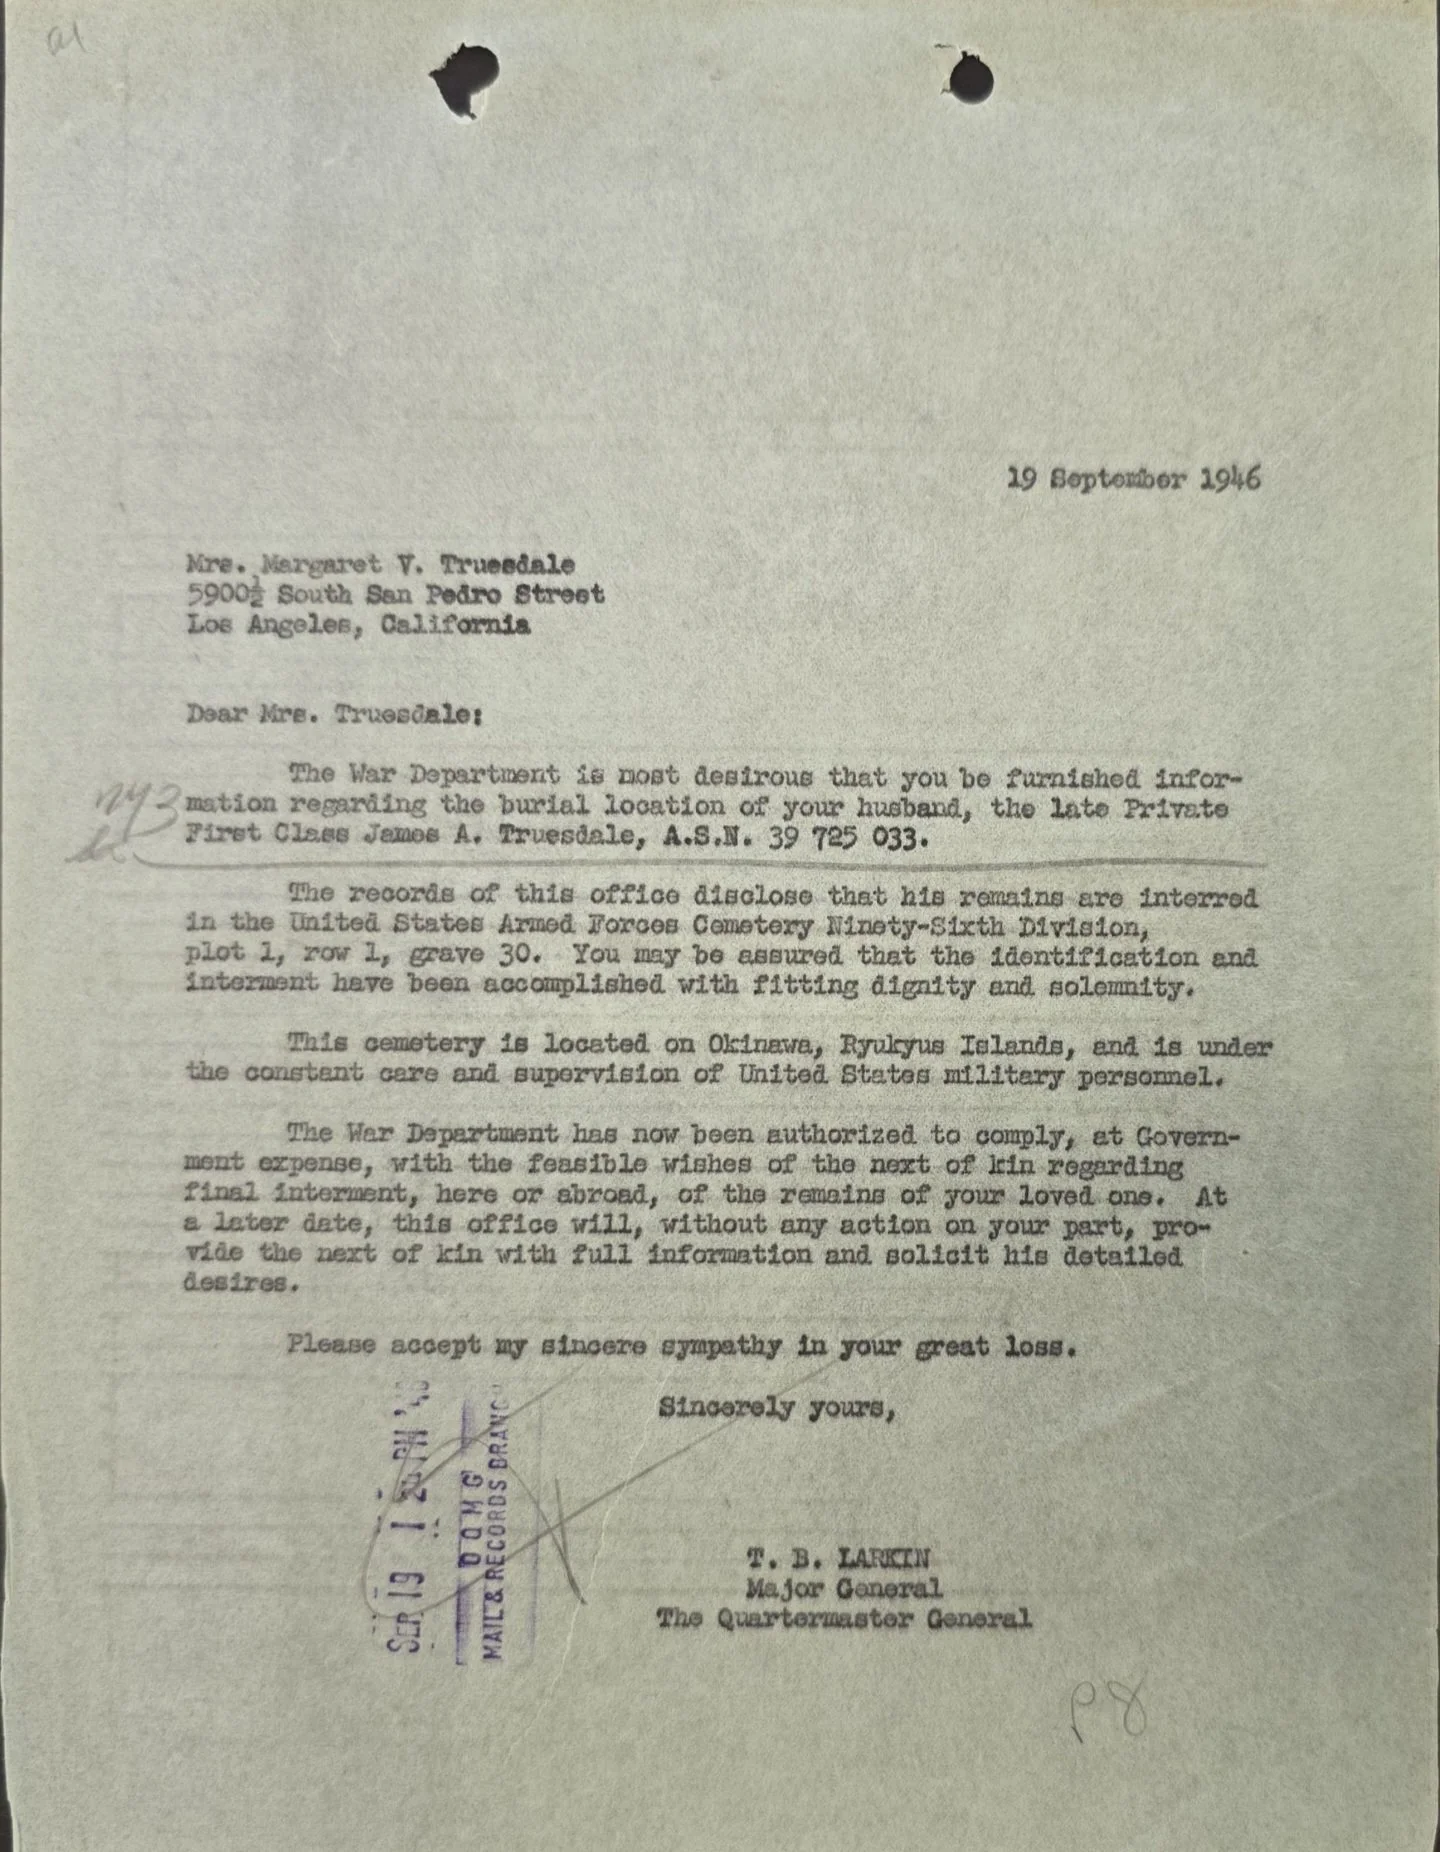 19 September 1946
Mrs. Margaret V. Truesdale
5900½ South San Pedro Street
Los Angeles, California
Dear Mrs. Truesdale:
The War Department is most desirous that you be furnished infor-
mation regarding the burial location of your husband, the late Private
First Class James A. Truesdale, A.S.N. 39 725 033.
The records of this office disclose that his remains are interred
in the United States Armed Forces Cemetery Ninety-Sixth Division,
plot 1, row 1, grave 30. You may be assured that the identification and
interment have been accomplished with fitting dignity and solemnity.
This cemetery is located on Okinawa, Ryukyus Islands, and is under
the constant care and supervision of United States military personnel.
The War Department has now been authorized to comply, at Govern-
ment expense, with the feasible wishes of the next of kin regarding
final interment, here or abroad, of the remains of your loved one. At
a later date, this office will, without any action on your part, pro-
vide the next of kin with full information and solicit his detailed
desires.
Please accept my sincere sympathy in your great loss.
Sincerely yours,
SEP 19 1 PM
OQMG
MAIL & RECORDS BRANC
T. B. LARKIN
Major General
The Quartermaster General